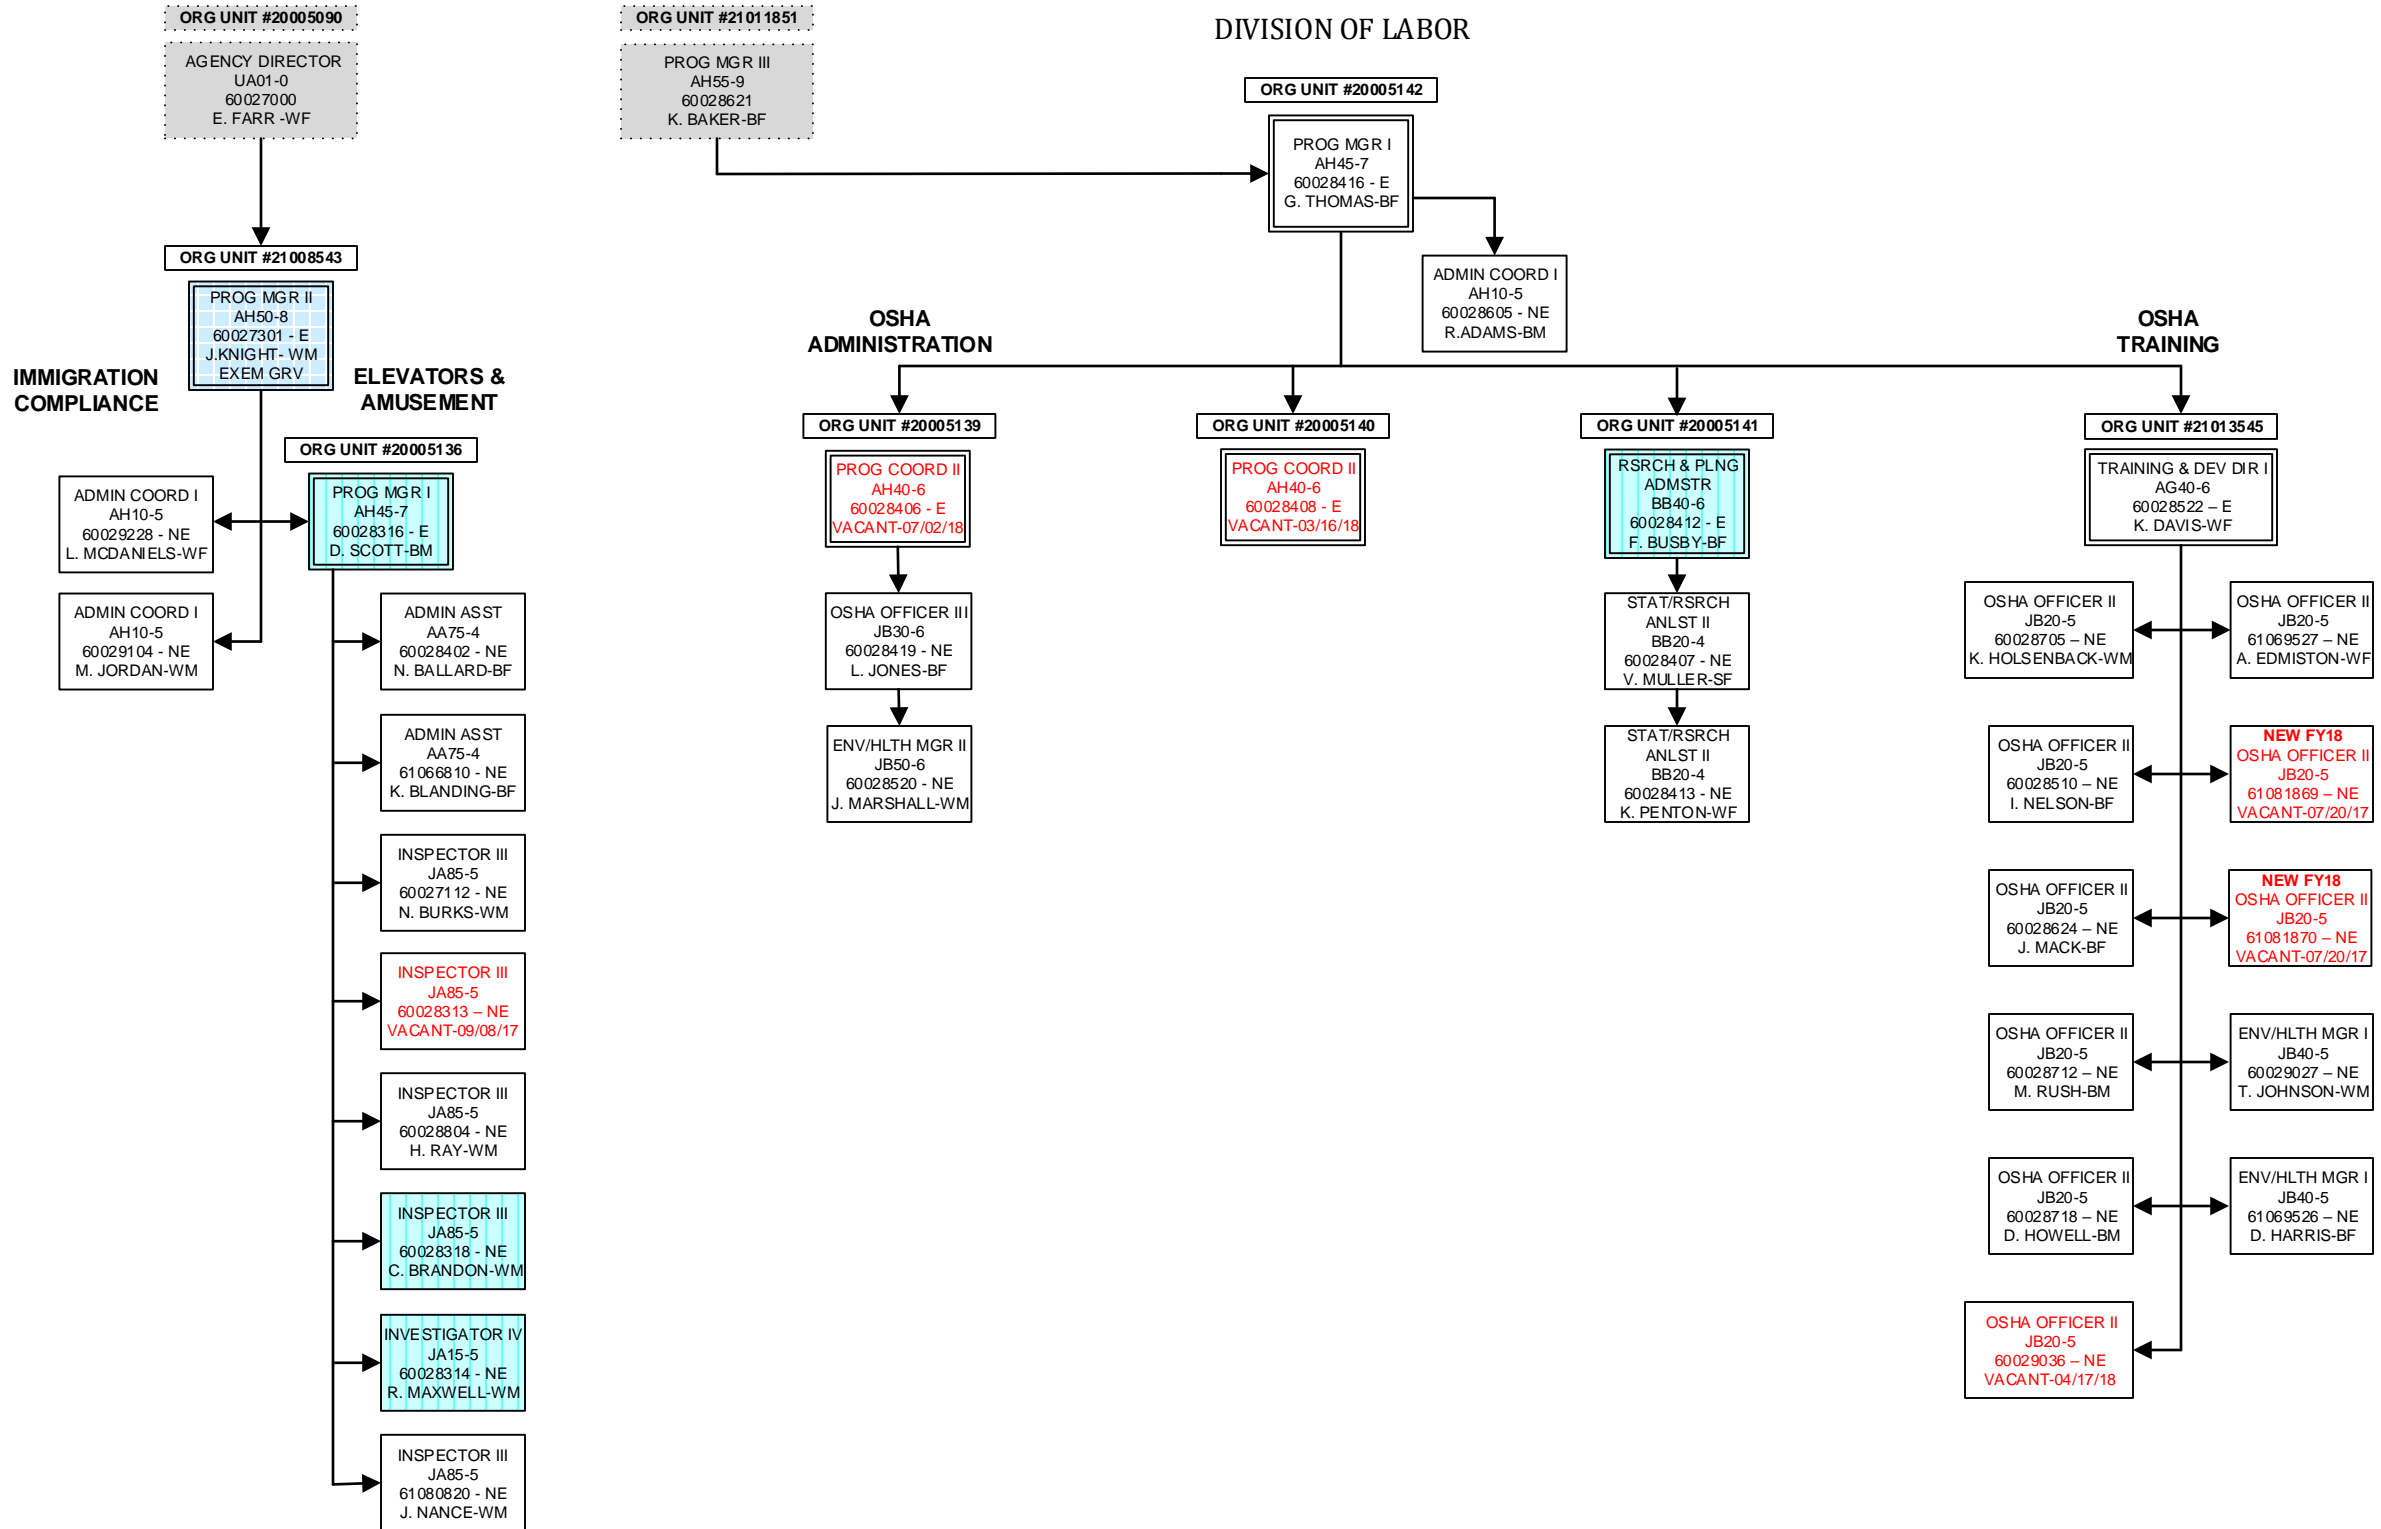 DIVISION OF LABOR
ORG UNIT #20005090
AGENCY DIRECTOR
UA01-0
60027000
E. FARR -WF
ORG UNIT #21011851
PROG MGR III
AH55-9
60028621
K. BAKER-BF
ORG UNIT #20005142
PROG MGR I
AH45-7
60028416 - E
G. THOMAS-BF
ADMIN COORD I
AH10-5
60028605 - NE
R.ADAMS-BM
ORG UNIT #21008543
PROG MGR II
AH50-8
60027301 - E
J.KNIGHT- WM
EXEM GRV
IMMIGRATION
COMPLIANCE
ELEVATORS &
AMUSEMENT
ORG UNIT #20005136
ADMIN COORD I
AH10-5
60029228 - NE
L. MCDANIELS-WF
PROG MGR I
AH45-7
60028316 - E
D. SCOTT-BM
ADMIN COORD I
AH10-5
60029104 - NE
M. JORDAN-WM
ADMIN ASST
AA75-4
60028402 - NE
N. BALLARD-BF
ADMIN ASST
AA75-4
61066810 - NE
K. BLANDING-BF
INSPECTOR III
JA85-5
60027112 - NE
N. BURKS-WM
INSPECTOR III
JA85-5
60028313 – NE
VACANT-09/08/17
INSPECTOR III
JA85-5
60028804 - NE
H. RAY-WM
INSPECTOR III
JA85-5
60028318 - NE
C. BRANDON-WM
INVESTIGATOR IV
JA15-5
60028314 - NE
R. MAXWELL-WM
INSPECTOR III
JA85-5
61080820 - NE
J. NANCE-WM
OSHA
ADMINISTRATION
ORG UNIT #20005139
PROG COORD II
AH40-6
60028406 - E
VACANT-07/02/18
OSHA OFFICER III
JB30-6
60028419 - NE
L. JONES-BF
ENV/HLTH MGR II
JB50-6
60028520 - NE
J. MARSHALL-WM
ORG UNIT #20005140
PROG COORD II
AH40-6
60028408 - E
VACANT-03/16/18
ORG UNIT #20005141
RSRCH & PLNG
ADMSTR
BB40-6
60028412 - E
F. BUSBY-BF
STAT/RSRCH
ANLST II
BB20-4
60028407 - NE
V. MULLER-SF
STAT/RSRCH
ANLST II
BB20-4
60028413 - NE
K. PENTON-WF
OSHA
TRAINING
ORG UNIT #21013545
TRAINING & DEV DIR I
AG40-6
60028522 – E
K. DAVIS-WF
OSHA OFFICER II
JB20-5
60028705 – NE
K. HOLSENBACK-WM
OSHA OFFICER II
JB20-5
61069527 – NE
A. EDMISTON-WF
OSHA OFFICER II
JB20-5
60028510 – NE
I. NELSON-BF
NEW FY18
OSHA OFFICER II
JB20-5
61081869 – NE
VACANT-07/20/17
OSHA OFFICER II
JB20-5
60028624 – NE
J. MACK-BF
NEW FY18
OSHA OFFICER II
JB20-5
61081870 – NE
VACANT-07/20/17
OSHA OFFICER II
JB20-5
60028712 – NE
M. RUSH-BM
ENV/HLTH MGR I
JB40-5
60029027 – NE
T. JOHNSON-WM
OSHA OFFICER II
JB20-5
60028718 – NE
D. HOWELL-BM
ENV/HLTH MGR I
JB40-5
61069526 – NE
D. HARRIS-BF
OSHA OFFICER II
JB20-5
60029036 – NE
VACANT-04/17/18